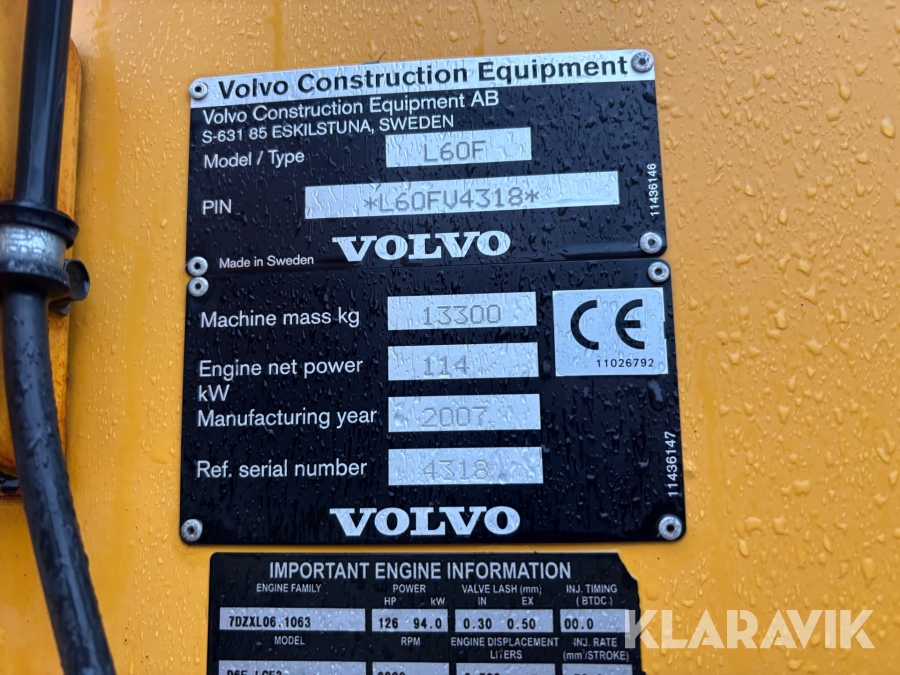 Volvo Construction Equipment
Volvo Construction Equipment AB
S-631 85 ESKILSTUNA, SWEDEN
Model / Type L60F
PIN *L60FV4318*
11436146
VOLVO
Made in Sweden
Machine mass kg 13300
CE
11026792
Engine net power kW 114
Manufacturing year 2007
Ref. serial number 4318
11436147
VOLVO
IMPORTANT ENGINE INFORMATION
ENGINE FAMILY POWER VALVE LASH (mm) INJ. TIMING
HP kW IN EX (BTDC)
7DZXL06.1063 126 94.0 0.30 0.50 00.0
MODEL RPM ENGINE DISPLACEMENT INJ. RATE
LITERS (mm³/STROKE)
KLARAVIK